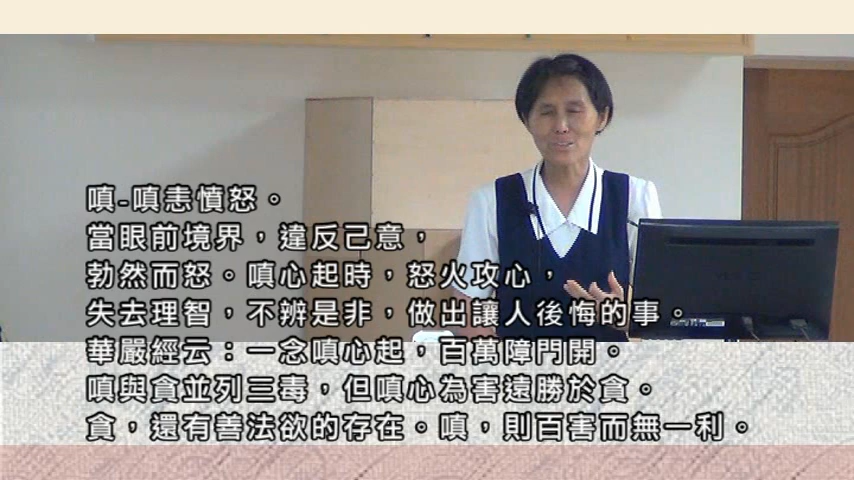 嗔-嗔恚憤怒。
當眼前境界，違反己意，
勃然而怒。嗔心起時，怒火攻心，
失去理智，不辨是非，做出讓人後悔的事。
華嚴經云：一念嗔心起，百萬障門開。
嗔與貪並列三毒，但嗔心為害遠勝於貪。
貪，還有善法欲的存在。嗔，則百害而無一利。